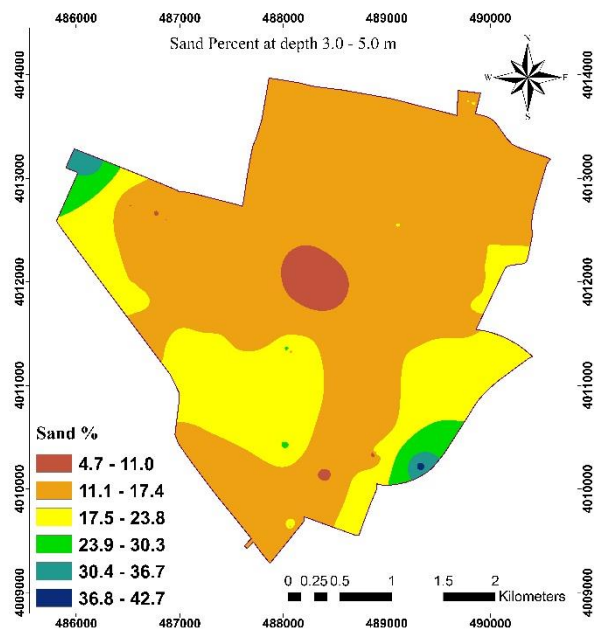 486000 487000 488000 489000 490000
Sand Percent at depth 3.0 - 5.0 m
N
W E
S
4014000 4014000
4013000 4013000
4012000 4012000
4011000 4011000
4010000 4010000
4009000 4009000
Sand %
4.7 - 11.0
11.1 - 17.4
17.5 - 23.8
23.9 - 30.3
30.4 - 36.7
36.8 - 42.7
0 0.25 0.5 1 1.5 2
Kilometers
486000 487000 488000 489000 490000